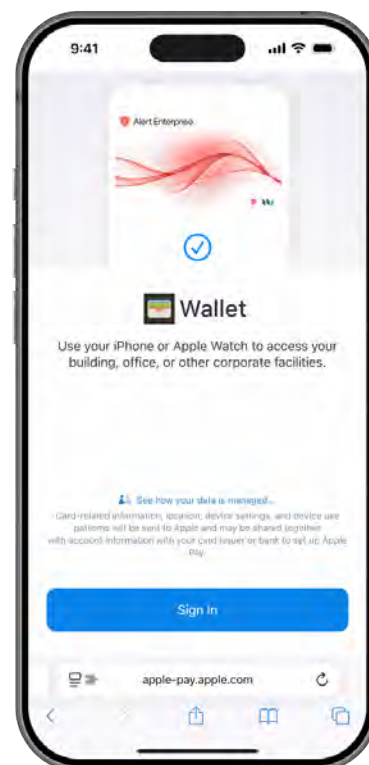 9:41
Alert Enterprise.
Wallet
Use your iPhone or Apple Watch to access your
building, office, or other corporate facilities.
See how your data is managed...
Card-related information, location, device settings, and device use
patterns will be sent to Apple and may be shared together
with account information with your card issuer or bank to set up Apple
Pay.
Sign In
apple-pay.apple.com